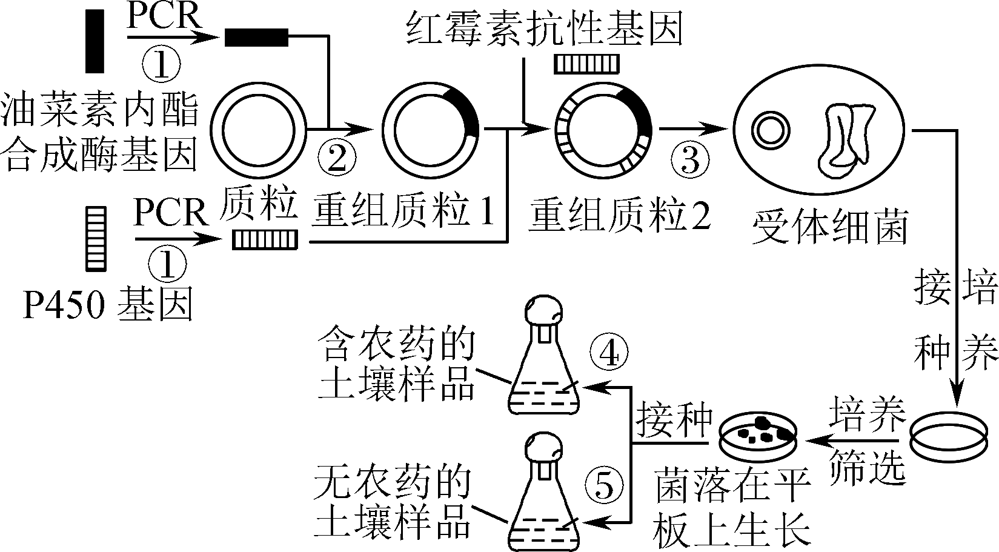 PCR
①
红霉素抗性基因
油菜素内酯
合成酶基因
质粒
②
重组质粒1
③
重组质粒2
受体细菌
PCR
①
P450 基因
接种
培养
含农药的
土壤样品
④
接种
培养
筛选
无农药的
土壤样品
⑤
菌落在平
板上生长